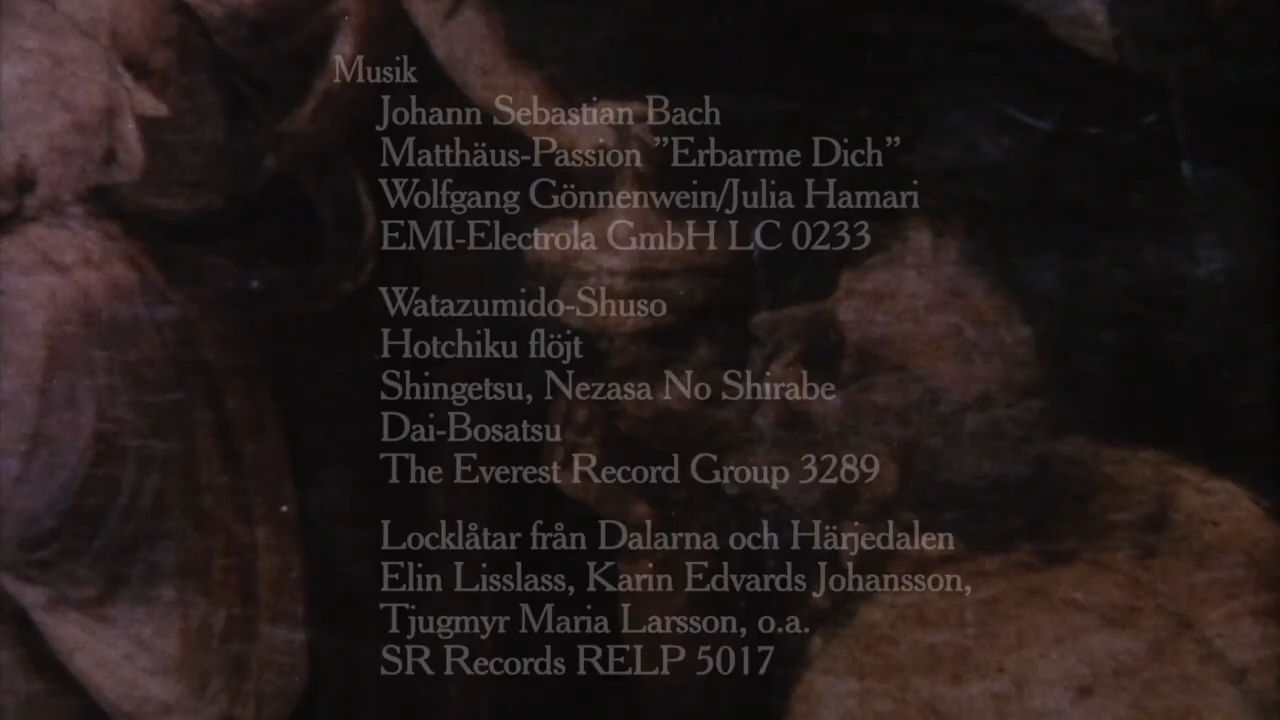 Musik
Johann Sebastian Bach
Matthäus-Passion ”Erbarme Dich”
Wolfgang Gönnenwein/Julia Hamari
EMI-Electrola GmbH LC 0233
Watazumido-Shuso
Hotchiku flöjt
Shingetsu, Nezasa No Shirabe
Dai-Bosatsu
The Everest Record Group 3289
Locklåtar från Dalarna och Härjedalen
Elin Lisslass, Karin Edvards Johansson,
Tjugmyr Maria Larsson, o.a.
SR Records RELP 5017